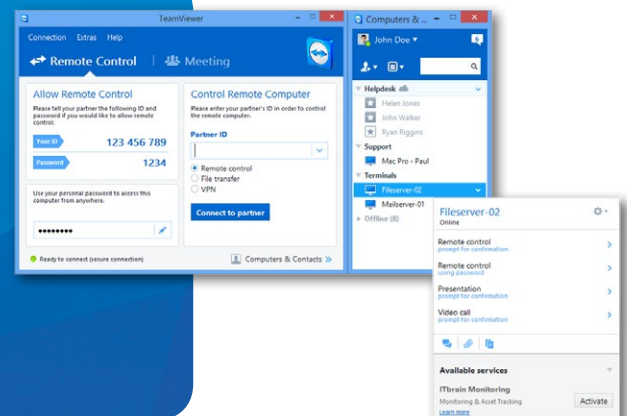 TeamViewer
Connection Extras Help
Remote Control
Meeting
Allow Remote Control
Please tell your partner the following ID and
password if you would like to allow remote
control.
Your ID
123 456 789
Password
1234
Use your personal password to access this
computer from anywhere.
Ready to connect (secure connection)
Control Remote Computer
Please enter your partner's ID in order to control
the remote computer.
Partner ID
Remote control
File transfer
VPN
Connect to partner
Computers & Contacts
Computers & ...
John Doe
6
Helpdesk
Helen Jones
John Walker
Ryan Riggins
Support
Mac Pro - Paul
Terminals
Fileserver-02
Mailserver-01
Offline (8)
Fileserver-02
Online
Remote control
prompt for confirmation
Remote control
using password
Presentation
prompt for confirmation
Video call
prompt for confirmation
Available services
ITbrain Monitoring
Monitoring & Asset Tracking
Activate
Learn more